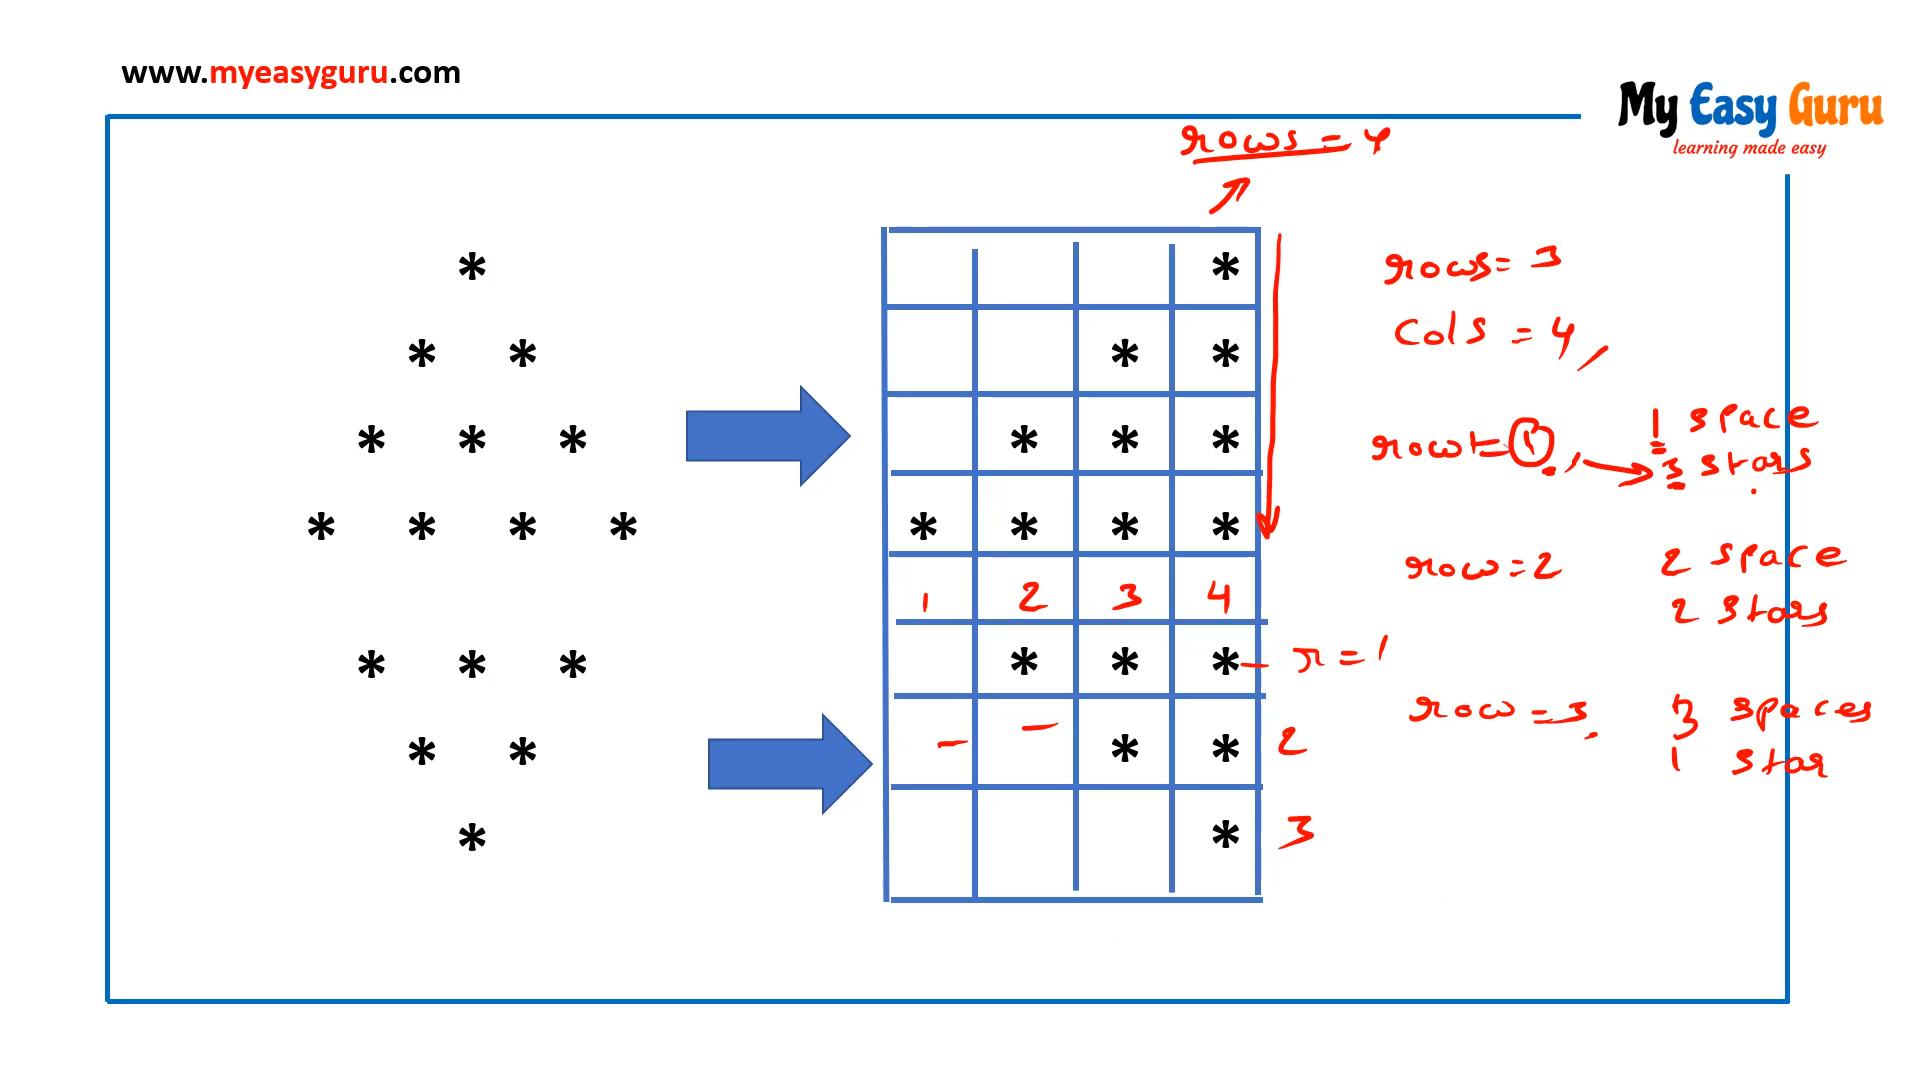 www.myeasyguru.com
My Easy Guru
learning made easy
rows = 4
*
* *
* * *
* * * *
* * *
* *
*
*
* *
* * *
* * * *
1 2 3 4
* * * r = 1
- - * * 2
* 3
rows = 3
cols = 4,
row = 1, 1 space
3 stars
row = 2 2 space
2 stars
row = 3. 3 spaces
1 star